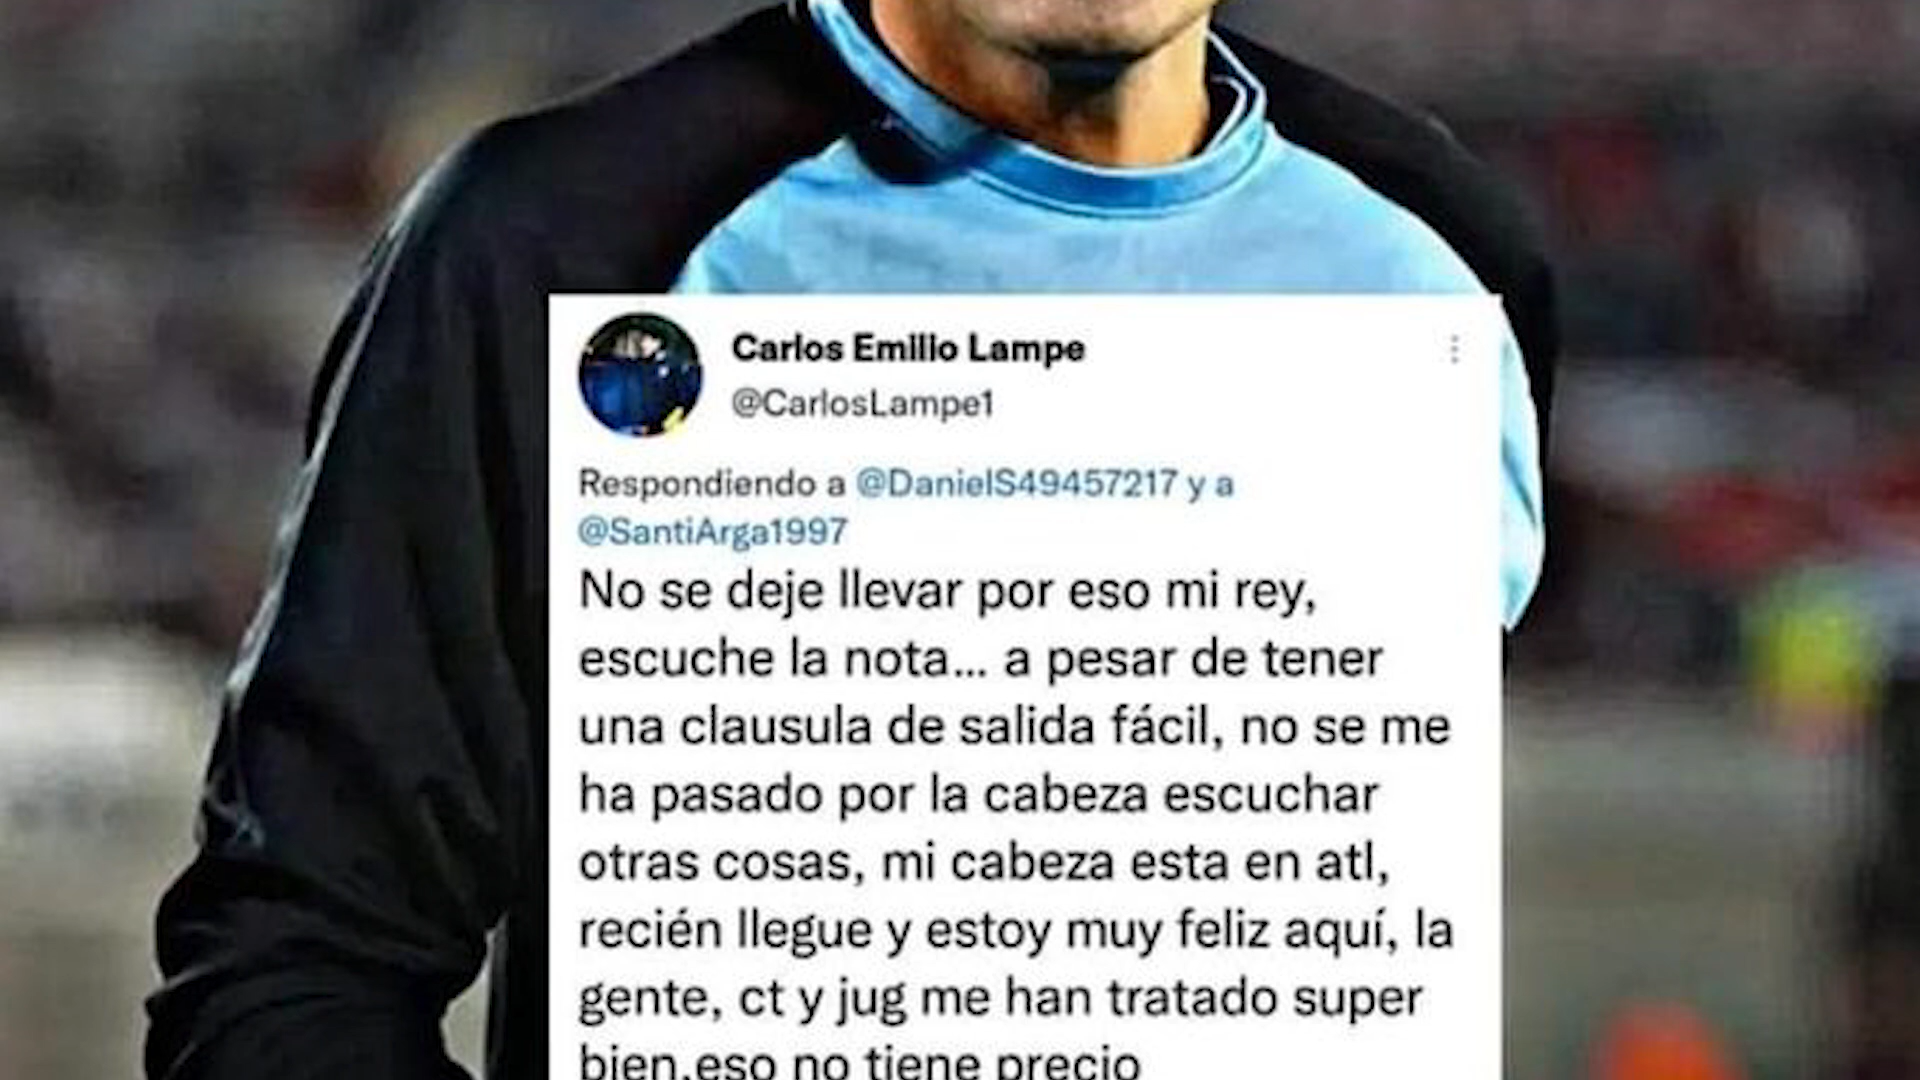 Carlos Emilio Lampe
@CarlosLampe1
Respondiendo a @DanielS49457217 y a
@SantiArga1997
No se deje llevar por eso mi rey,
escuche la nota... a pesar de tener
una clausula de salida fácil, no se me
ha pasado por la cabeza escuchar
otras cosas, mi cabeza esta en atl,
recién llegue y estoy muy feliz aquí, la
gente, ct y jug me han tratado super
bien,eso no tiene precio